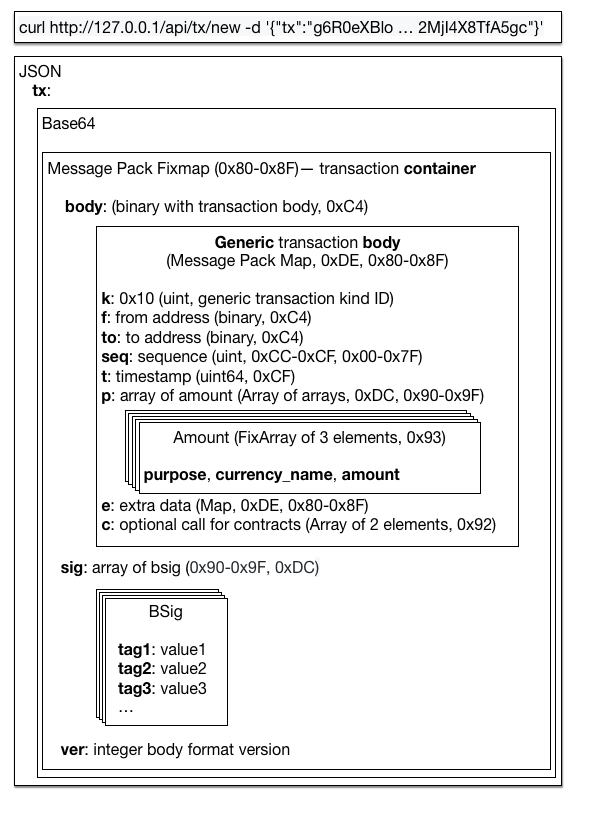 curl http://127.0.0.1/api/tx/new -d '{"tx":"g6R0eXBlo … 2MjI4X8TfA5gc"}'
JSON
tx:
Base64
Message Pack Fixmap (0x80-0x8F)— transaction container
body: (binary with transaction body, 0xC4)
Generic transaction body
(Message Pack Map, 0xDE, 0x80-0x8F)
k: 0x10 (uint, generic transaction kind ID)
f: from address (binary, 0xC4)
to: to address (binary, 0xC4)
seq: sequence (uint, 0xCC-0xCF, 0x00-0x7F)
t: timestamp (uint64, 0xCF)
p: array of amount (Array of arrays, 0xDC, 0x90-0x9F)
Amount (FixArray of 3 elements, 0x93)
purpose, currency_name, amount
e: extra data (Map, 0xDE, 0x80-0x8F)
c: optional call for contracts (Array of 2 elements, 0x92)
sig: array of bsig (0x90-0x9F, 0xDC)
BSig
tag1: value1
tag2: value2
tag3: value3
…
ver: integer body format version